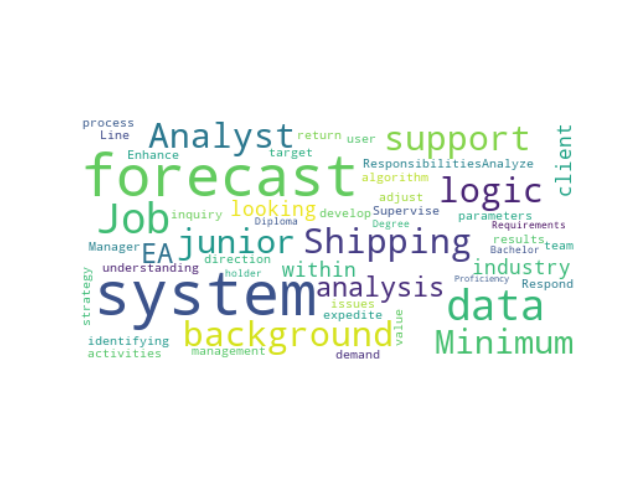 process
Line
Analyst
return
user
support
client
Enhance
target
forecast
ResponsibilitiesAnalyze
algorithm
logic
Job
inquiry
looking
develop
adjust
Supervise
parameters
Diploma
Degree
Requirements
Manager
EA
junior
Shipping
results
team
Bachelor
understanding
direction
holder
within
analysis
industry
Proficiency
Respond
strategy
system
issues
expedite
value
data
background
identifying
activities
management
demand
Minimum